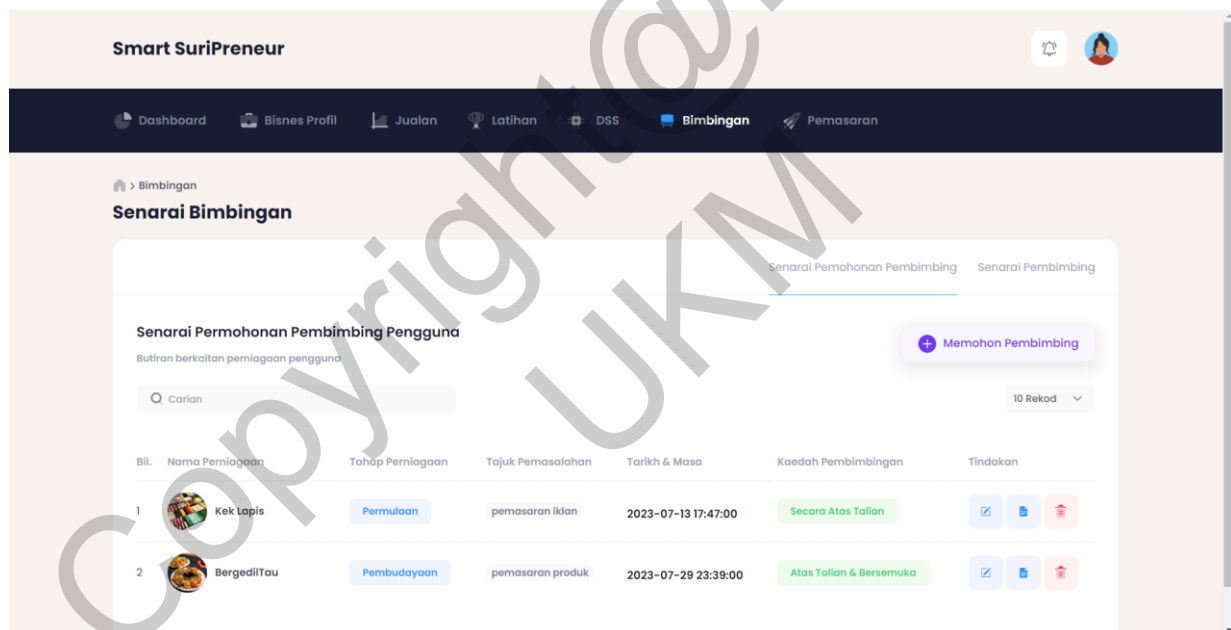 Smart SuriPreneur
Dashboard Bisnes Profil Jualan Latihan DSS Bimbingan Pemasaran
> Bimbingan
Senarai Bimbingan
Senarai Pemohonan Pembimbing Senarai Pembimbing
Senarai Permohonan Pembimbing Pengguna
Memohon Pembimbing
Butiran berkaitan perniagaan pengguna
Carian
10 Rekod
Bil. Nama Perniagaan Tahap Perniagaan Tajuk Pemasalahan Tarikh & Masa Kaedah Pembimbingan Tindakan
1 Kek Lapis Permulaan pemasaran iklan 2023-07-13 17:47:00 Secara Atas Talian
2 BergedilTau Pembudayaan pemasaran produk 2023-07-29 23:39:00 Atas Talian & Bersemuka
Copyright@
UKM